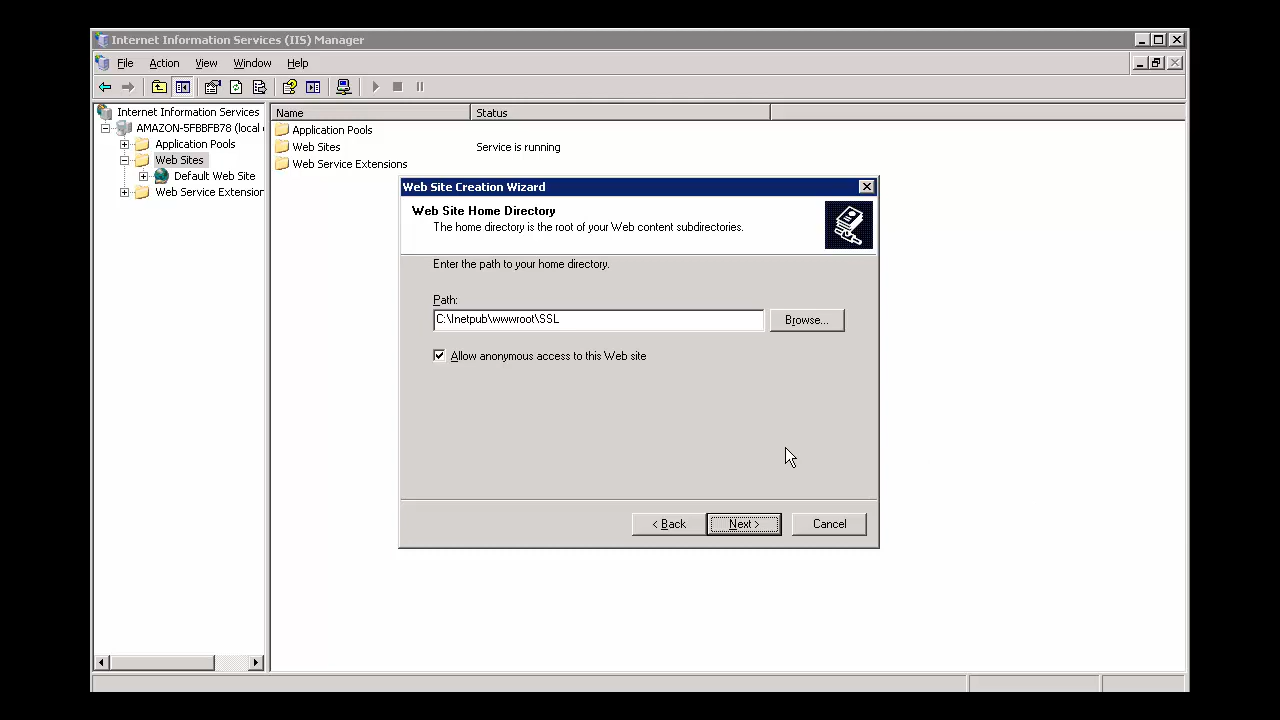 Internet Information Services (IIS) Manager
File Action View Window Help
Internet Information Services
AMAZON-5FBBFB78 (local c
Application Pools
Web Sites
Default Web Site
Web Service Extension
Name Status
Application Pools
Web Sites Service is running
Web Service Extensions
Web Site Creation Wizard
Web Site Home Directory
The home directory is the root of your Web content subdirectories.
Enter the path to your home directory.
Path:
C:\Inetpub\wwwroot\SSL
Browse...
Allow anonymous access to this Web site
< Back Next > Cancel